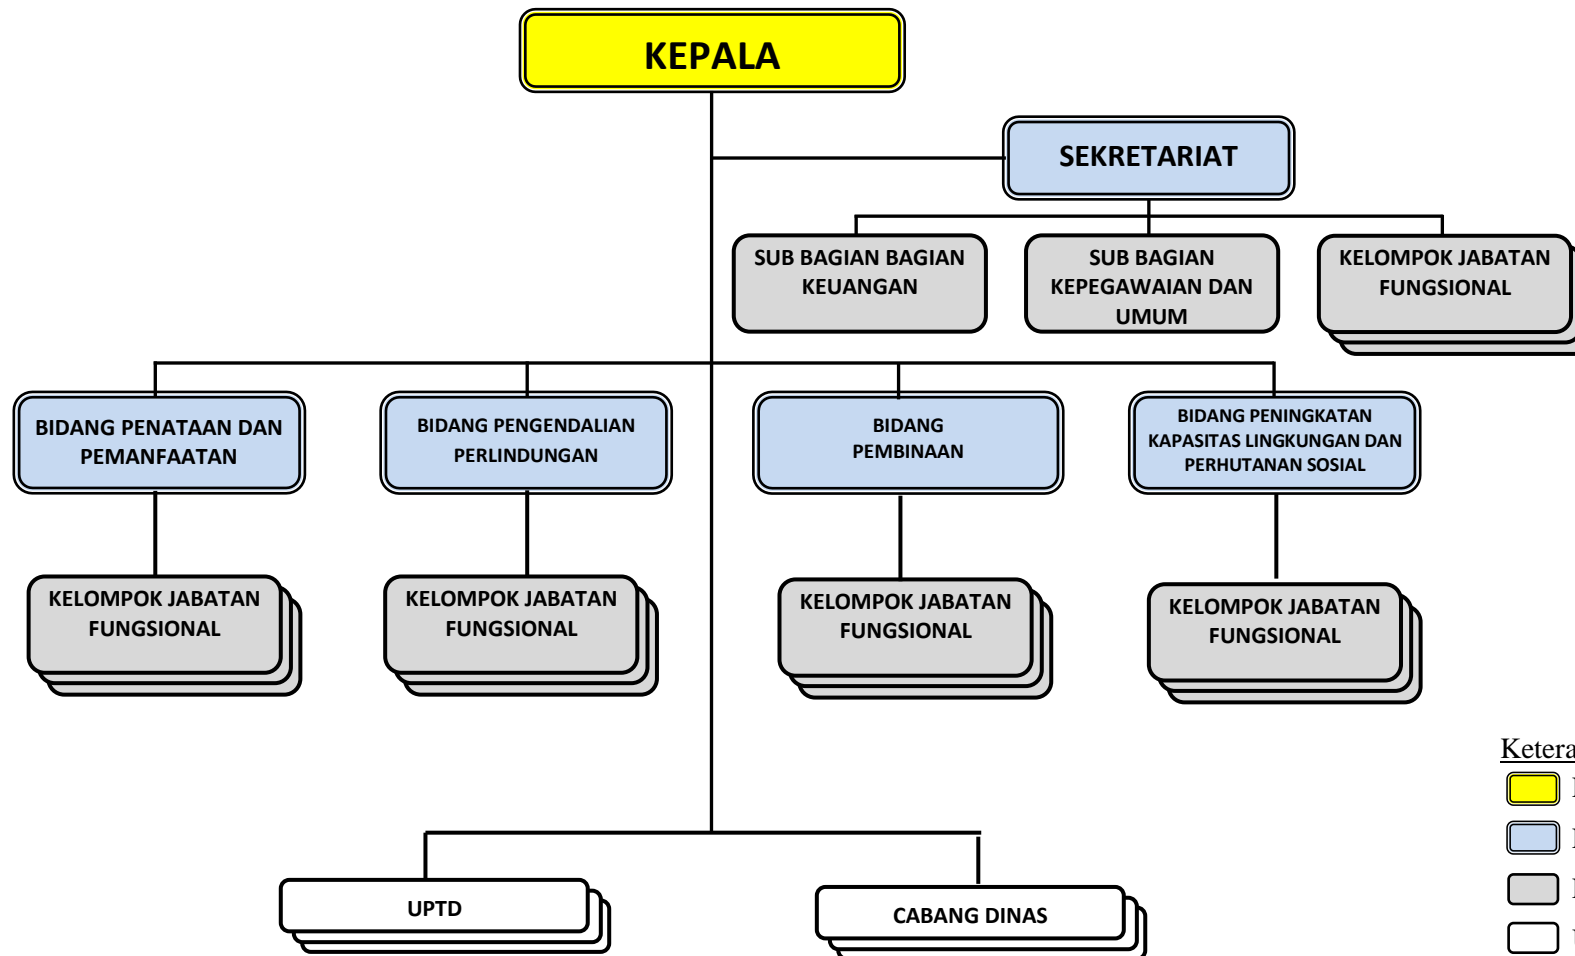 KEPALA
SEKRETARIAT
SUB BAGIAN BAGIAN
KEUANGAN
SUB BAGIAN
KEPEGAWAIAN DAN
UMUM
KELOMPOK JABATAN
FUNGSIONAL
BIDANG PENATAAN DAN
PEMANFAATAN
BIDANG PENGENDALIAN
PERLINDUNGAN
BIDANG
PEMBINAAN
BIDANG PENINGKATAN
KAPASITAS LINGKUNGAN DAN
PERHUTANAN SOSIAL
KELOMPOK JABATAN
FUNGSIONAL
KELOMPOK JABATAN
FUNGSIONAL
KELOMPOK JABATAN
FUNGSIONAL
KELOMPOK JABATAN
FUNGSIONAL
UPTD
CABANG DINAS
Ketera